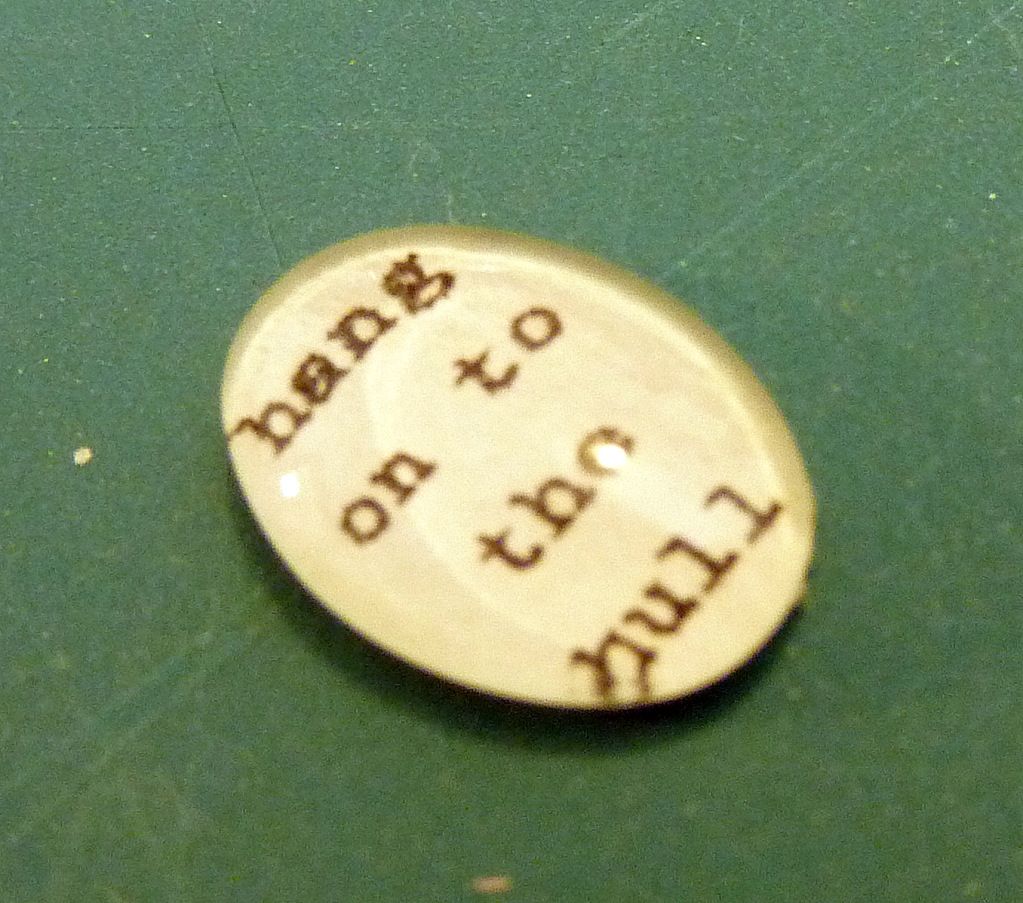 hang
on to
the
hull